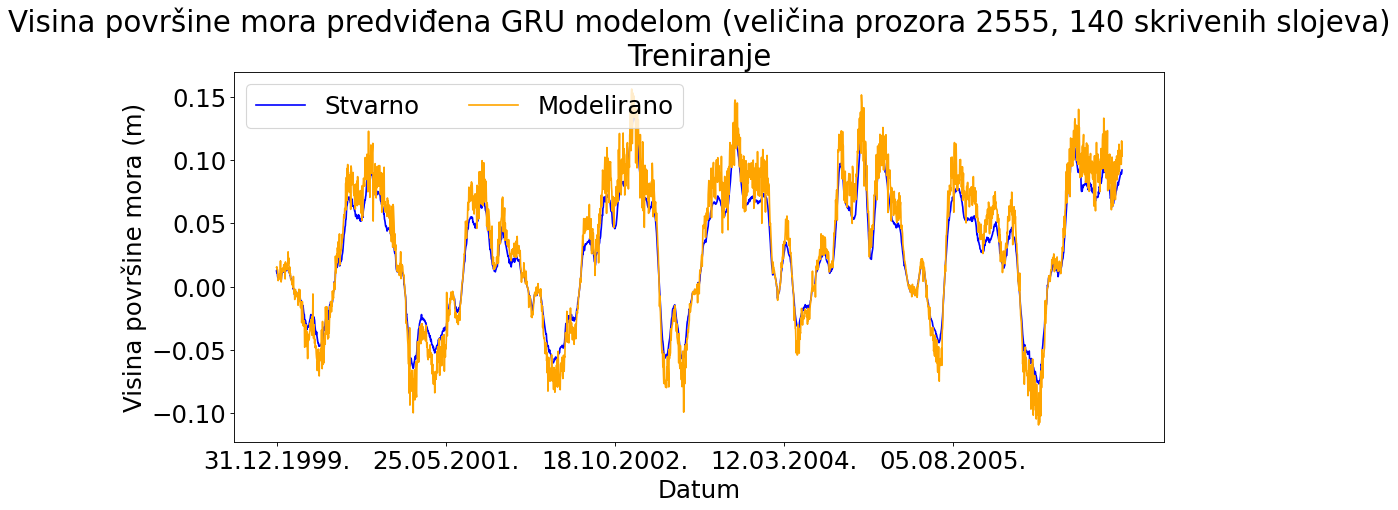 Visina površine mora predviđena GRU modelom (veličina prozora 2555, 140 skrivenih slojeva)
Treniranje
Stvarno
Modelirano
Visina površine mora (m)
0.15
0.10
0.05
0.00
−0.05
−0.10
31.12.1999.
25.05.2001.
18.10.2002.
12.03.2004.
05.08.2005.
Datum